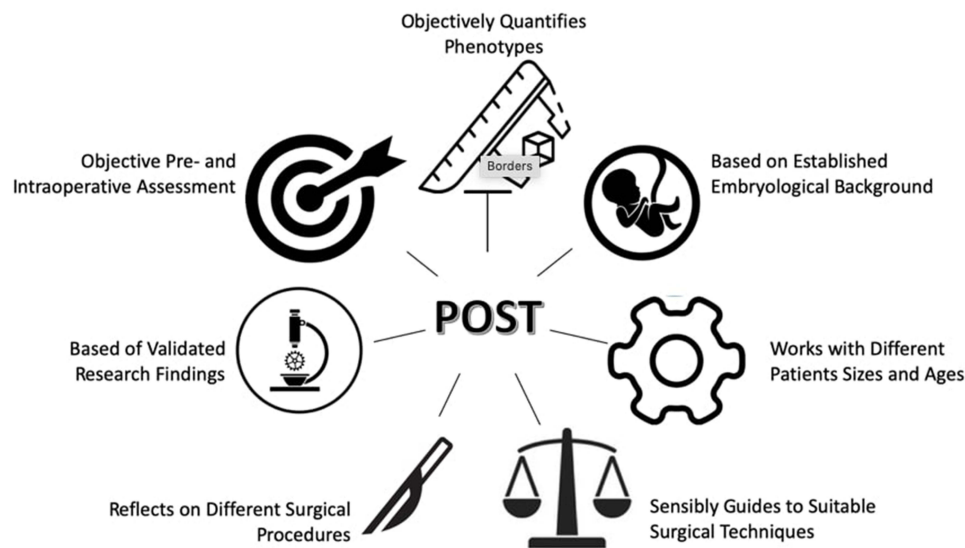 Objectively Quantifies
Phenotypes
Borders
Objective Pre- and
Intraoperative Assessment
Based on Established
Embryological Background
POST
Based of Validated
Research Findings
Works with Different
Patients Sizes and Ages
Reflects on Different Surgical
Procedures
Sensibly Guides to Suitable
Surgical Techniques